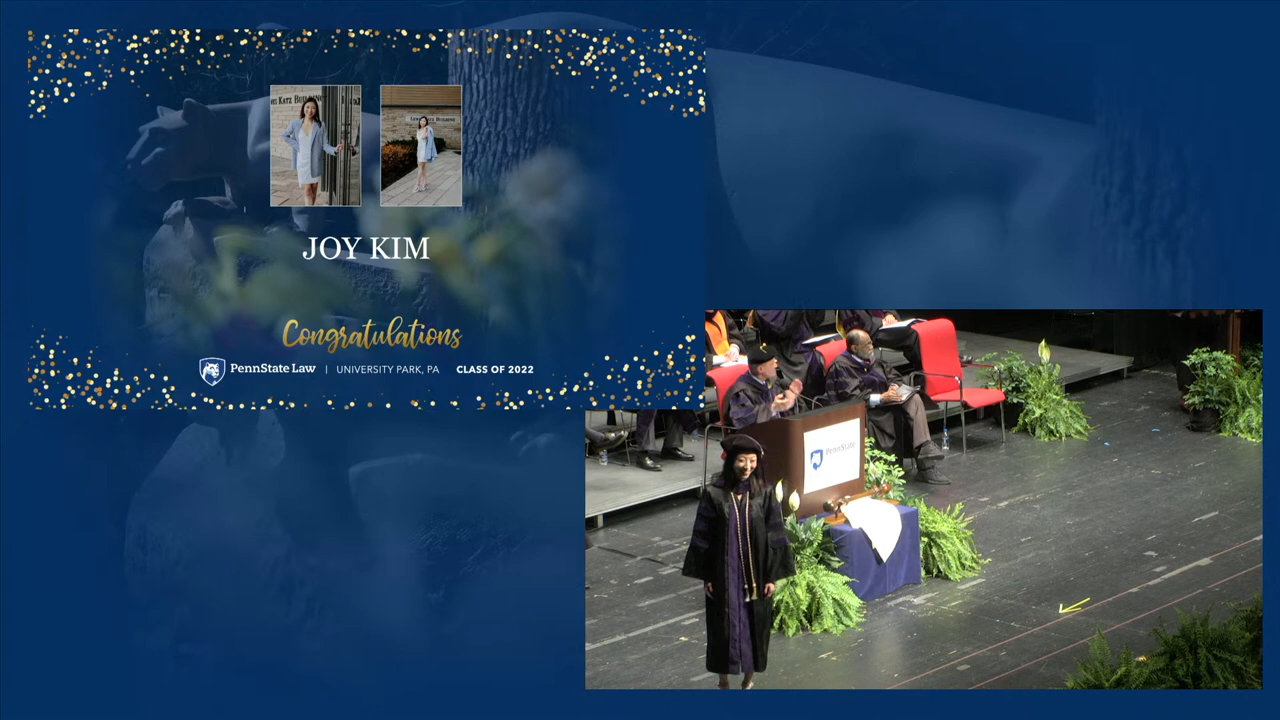 JOY KIM
Congratulations
PennState Law | UNIVERSITY PARK, PA CLASS OF 2022
PennState